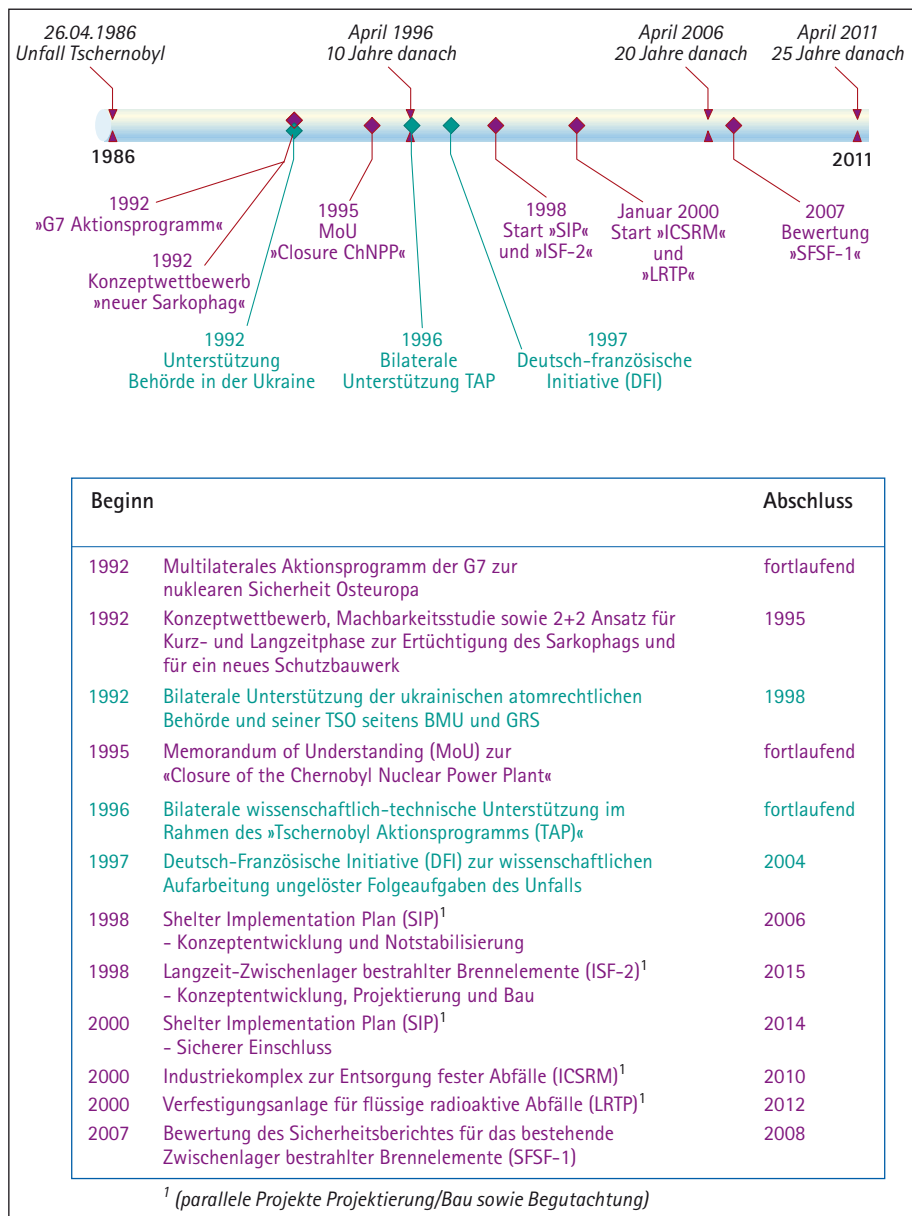 26.04.1986
Unfall Tschernobyl
April 1996
10 Jahre danach
April 2006
20 Jahre danach
April 2011
25 Jahre danach
1986
2011
1992
»G7 Aktionsprogramm«
1992
Konzeptwettbewerb
»neuer Sarkophag«
1995
MoU
»Closure ChNPP«
1998
Start »SIP«
und »ISF-2«
Januar 2000
Start »ICSRM«
und
»LRTP«
2007
Bewertung
»SFSF-1«
1992
Unterstützung
Behörde in der Ukraine
1996
Bilaterale
Unterstützung TAP
1997
Deutsch-französische
Initiative (DFI)
Beginn Abschluss
1992 Multilaterales Aktionsprogramm der G7 zur fortlaufend
nuklearen Sicherheit Osteuropa
1992 Konzeptwettbewerb, Machbarkeitsstudie sowie 2+2 Ansatz für 1995
Kurz- und Langzeitphase zur Ertüchtigung des Sarkophags und
für ein neues Schutzbauwerk
1992 Bilaterale Unterstützung der ukrainischen atomrechtlichen 1998
Behörde und seiner TSO seitens BMU und GRS
1995 Memorandum of Understanding (MoU) zur fortlaufend
«Closure of the Chernobyl Nuclear Power Plant«
1996 Bilaterale wissenschaftlich-technische Unterstützung im fortlaufend
Rahmen des »Tschernobyl Aktionsprogramms (TAP)«
1997 Deutsch-Französische Initiative (DFI) zur wissenschaftlichen 2004
Aufarbeitung ungelöster Folgeaufgaben des Unfalls
1998 Shelter Implementation Plan (SIP)¹ 2006
- Konzeptentwicklung und Notstabilisierung
1998 Langzeit-Zwischenlager bestrahlter Brennelemente (ISF-2)¹ 2015
- Konzeptentwicklung, Projektierung und Bau
2000 Shelter Implementation Plan (SIP)¹ 2014
- Sicherer Einschluss
2000 Industriekomplex zur Entsorgung fester Abfälle (ICSRM)¹ 2010
2000 Verfestigungsanlage für flüssige radioaktive Abfälle (LRTP)¹ 2012
2007 Bewertung des Sicherheitsberichtes für das bestehende 2008
Zwischenlager bestrahlter Brennelemente (SFSF-1)
¹ (parallele Projekte Projektierung/Bau sowie Begutachtung)